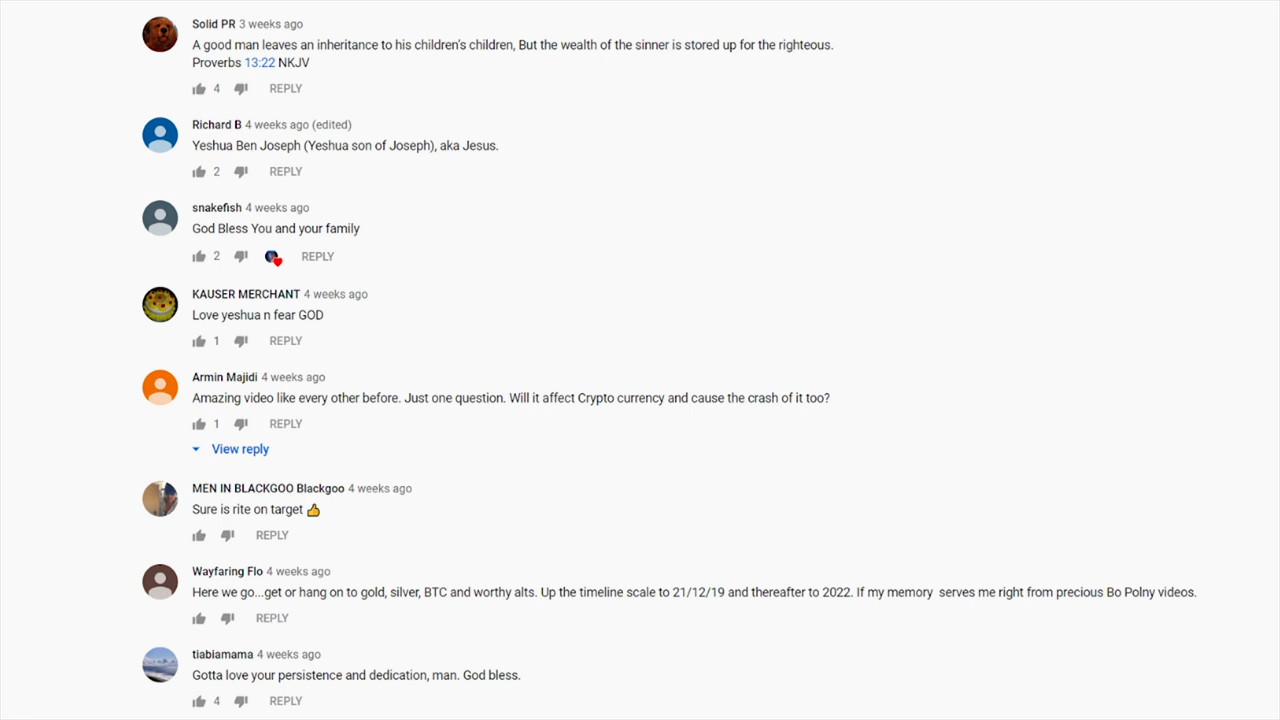 Solid PR 3 weeks ago
A good man leaves an inheritance to his children's children, But the wealth of the sinner is stored up for the righteous.
Proverbs 13:22 NKJV
4 REPLY
Richard B 4 weeks ago (edited)
Yeshua Ben Joseph (Yeshua son of Joseph), aka Jesus.
2 REPLY
snakefish 4 weeks ago
God Bless You and your family
2 REPLY
KAUSER MERCHANT 4 weeks ago
Love yeshua n fear GOD
1 REPLY
Armin Majidi 4 weeks ago
Amazing video like every other before. Just one question. Will it affect Crypto currency and cause the crash of it too?
1 REPLY
View reply
MEN IN BLACKGOO Blackgoo 4 weeks ago
Sure is rite on target 👍
REPLY
Wayfaring Flo 4 weeks ago
Here we go...get or hang on to gold, silver, BTC and worthy alts. Up the timeline scale to 21/12/19 and thereafter to 2022. If my memory serves me right from precious Bo Polny videos.
REPLY
tiabiamama 4 weeks ago
Gotta love your persistence and dedication, man. God bless.
4 REPLY